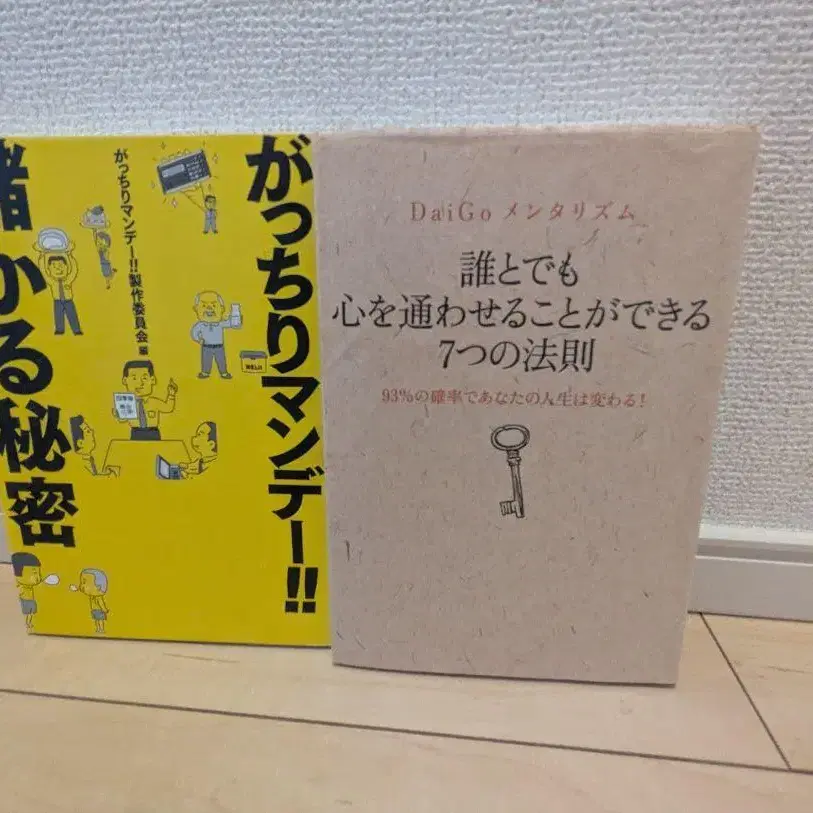 がっちりマンデー!!
儲かる秘密
がっちりマンデー!!製作委員会 編
DaiGo メンタリズム
誰とでも
心を通わせることができる
7つの法則
93%の確率であなたの人生は変わる!